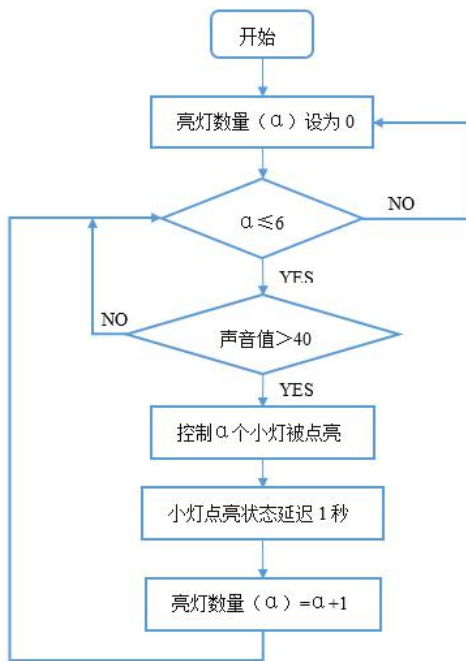 开始
亮灯数量（α）设为 0
NO
α≤6
YES
NO
声音值＞40
YES
控制α个小灯被点亮
小灯点亮状态延迟 1 秒
亮灯数量（α）=α+1